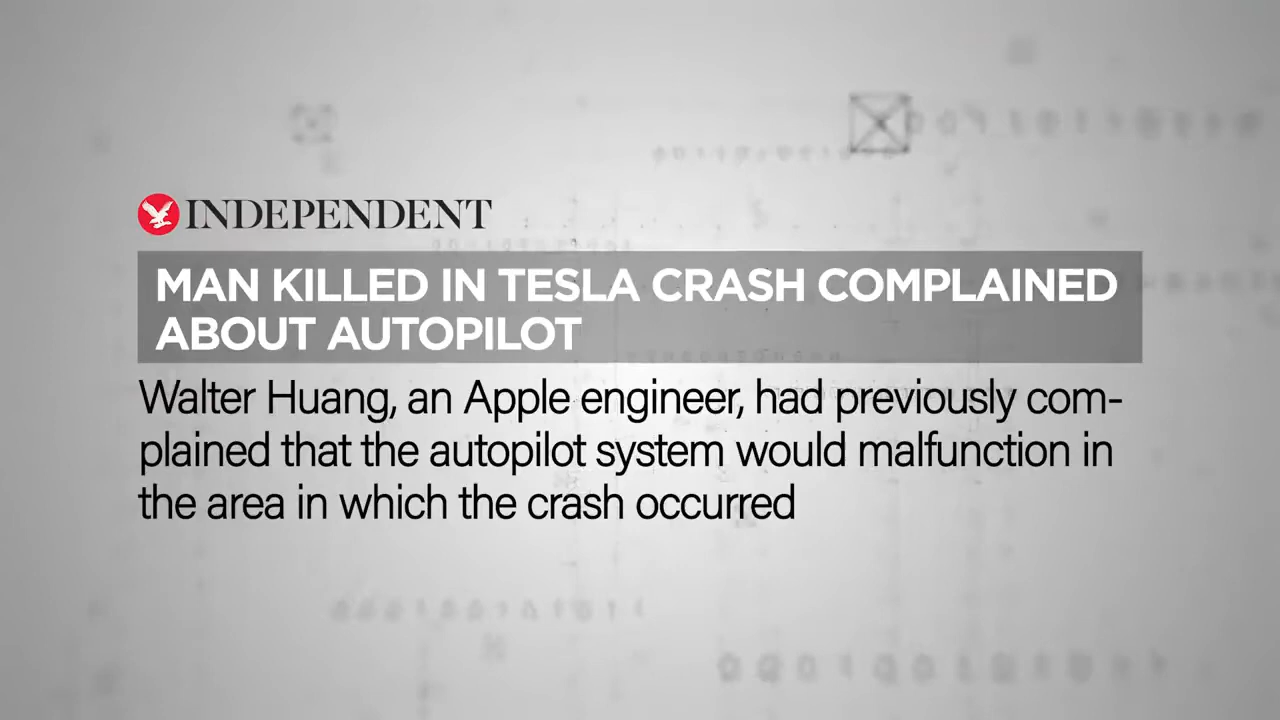 INDEPENDENT
MAN KILLED IN TESLA CRASH COMPLAINED
ABOUT AUTOPILOT
Walter Huang, an Apple engineer, had previously com-
plained that the autopilot system would malfunction in
the area in which the crash occurred